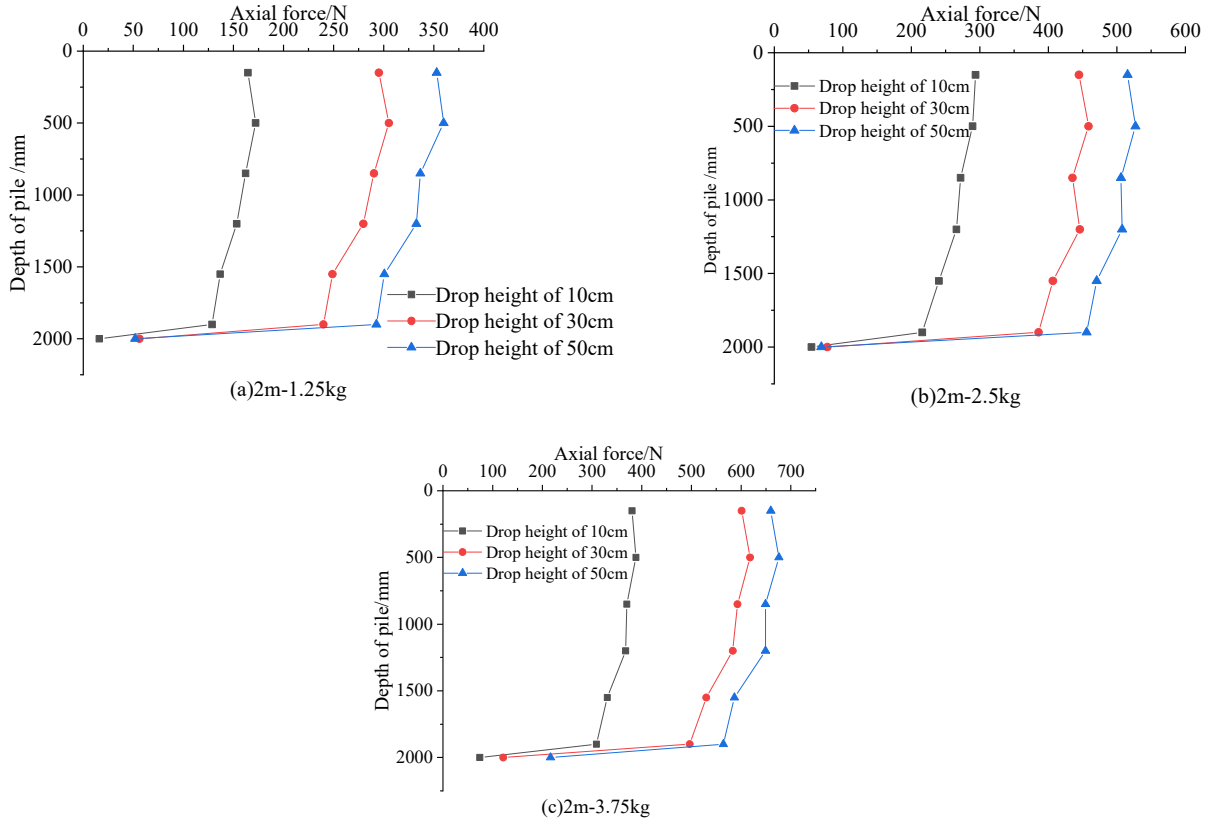 Axial force/N
0 50 100 150 200 250 300 350 400
0
500
1000
1500
2000
Depth of pile /mm
Drop height of 10cm
Drop height of 30cm
Drop height of 50cm
(a)2m-1.25kg
Axial force/N
0 100 200 300 400 500 600
0
500
1000
1500
2000
Depth of pile/mm
Drop height of 10cm
Drop height of 30cm
Drop height of 50cm
(b)2m-2.5kg
Axial force/N
0 100 200 300 400 500 600 700
0
500
1000
1500
2000
Depth of pile/mm
Drop height of 10cm
Drop height of 30cm
Drop height of 50cm
(c)2m-3.75kg